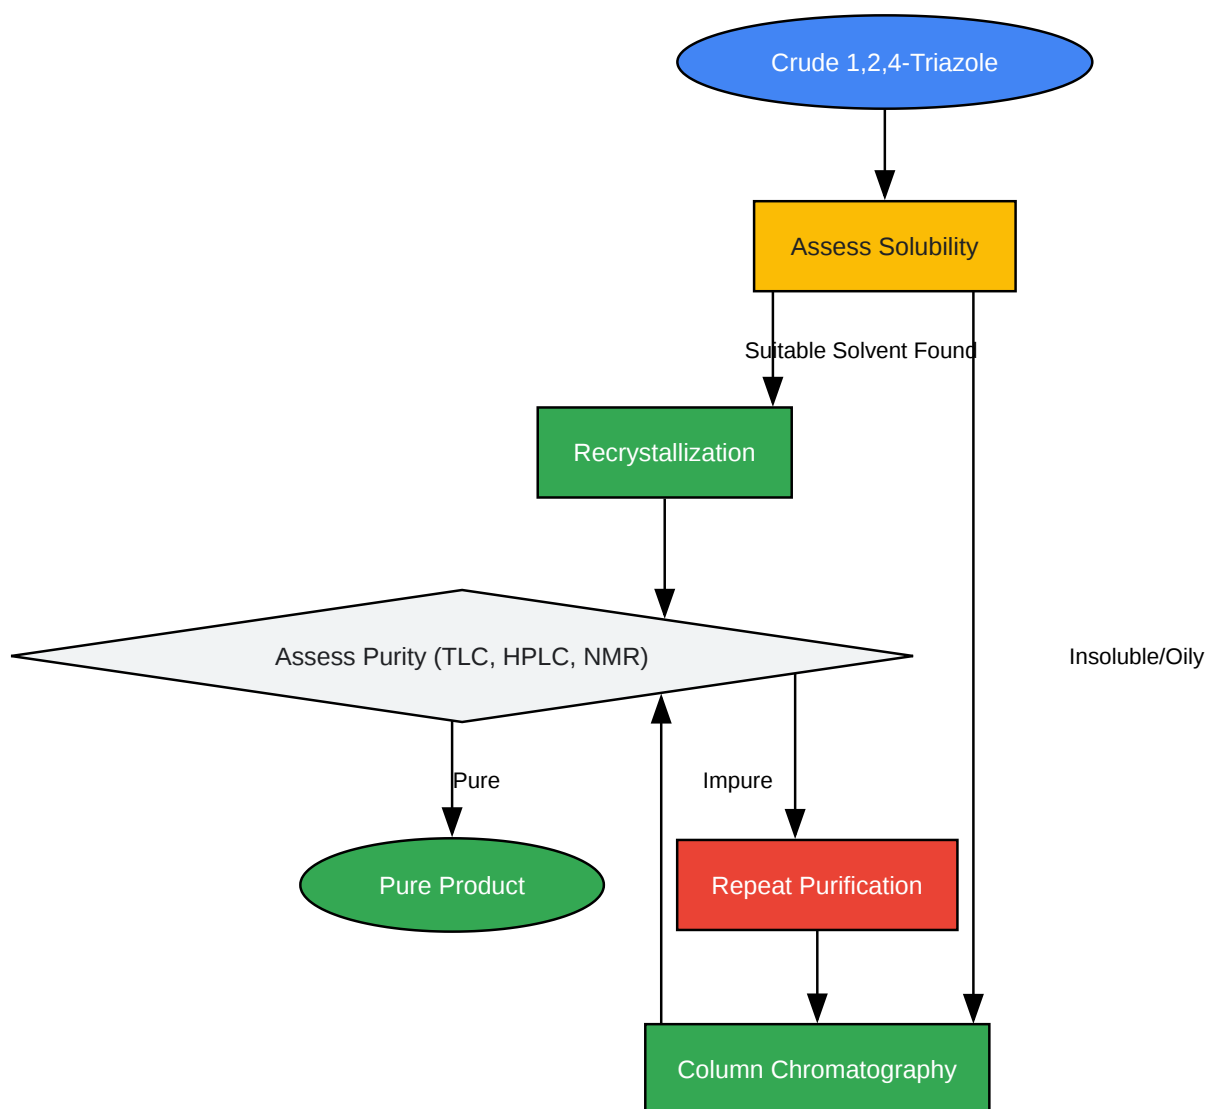 Crude 1,2,4-Triazole
Assess Solubility
Suitable Solvent Found
Recrystallization
Assess Purity (TLC, HPLC, NMR)
Insoluble/Oily
Pure
Impure
Pure Product
Repeat Purification
Column Chromatography